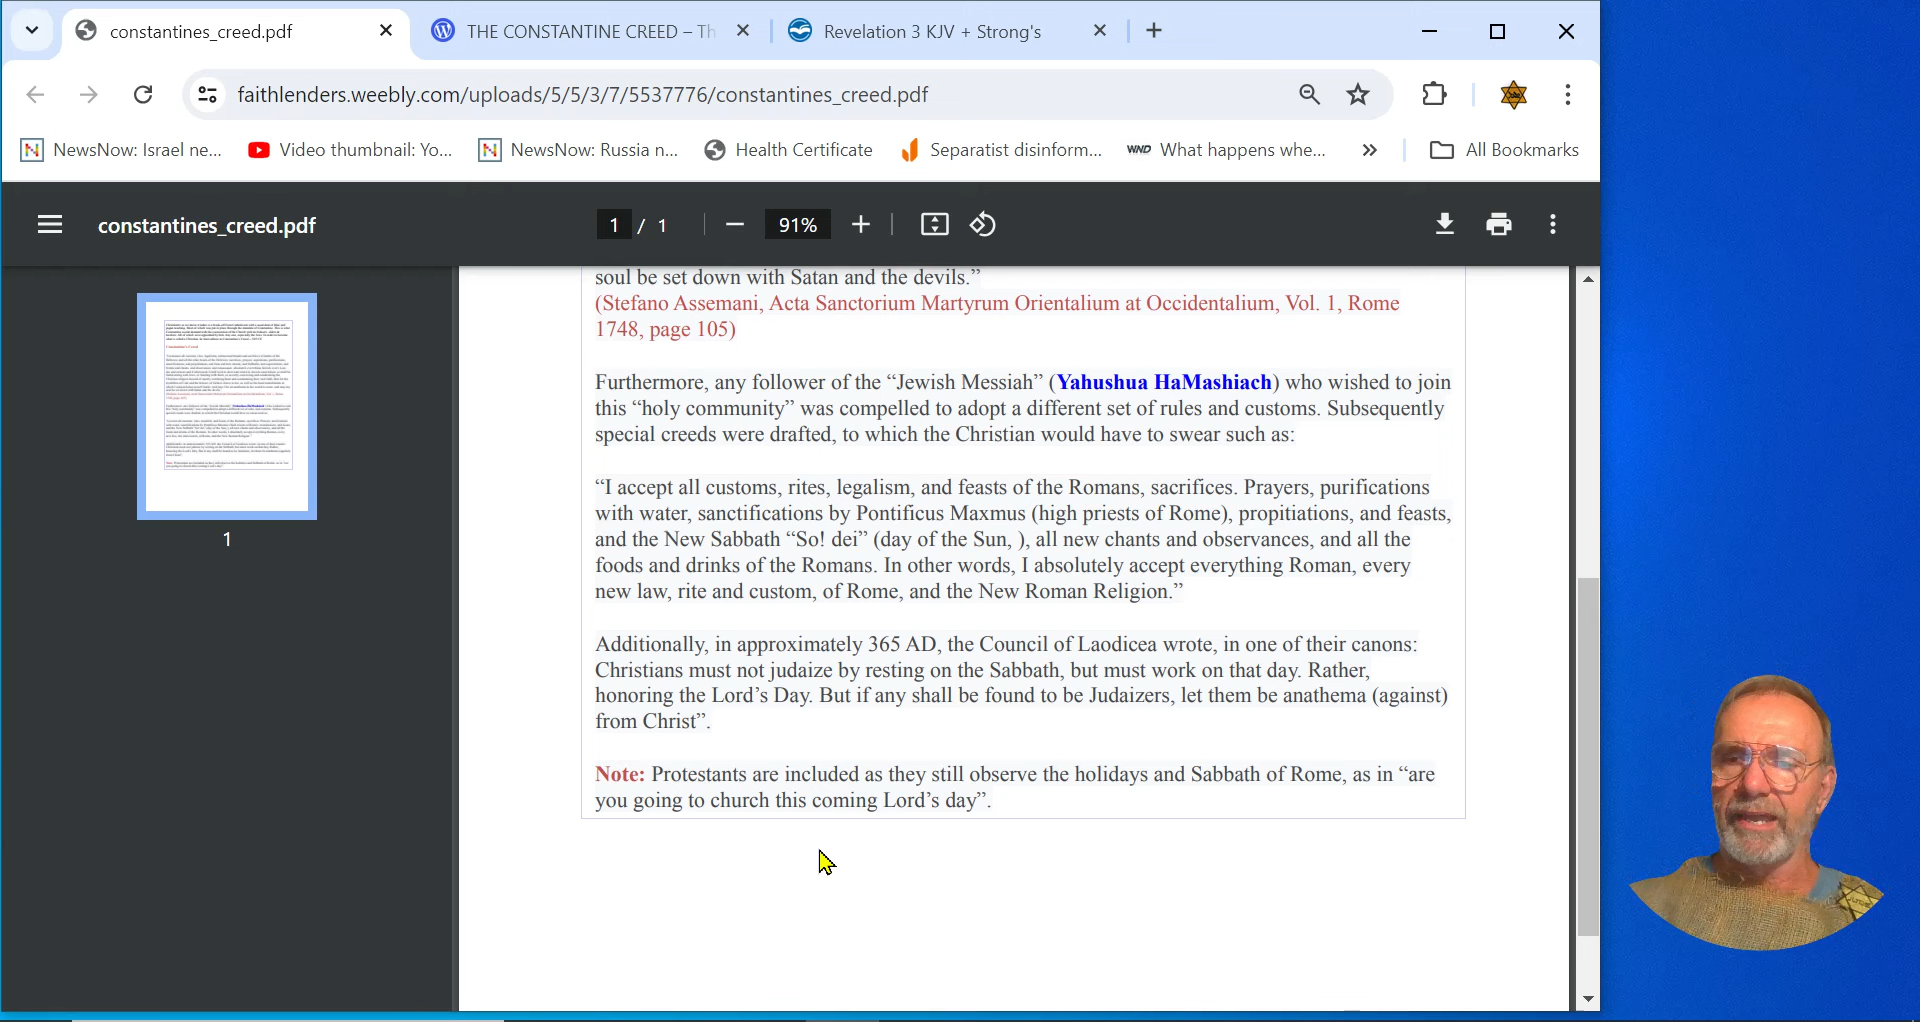 constantines_creed.pdf
THE CONSTANTINE CREED – Th
Revelation 3 KJV + Strong's
faithlenders.weebly.com/uploads/5/5/3/7/5537776/constantines_creed.pdf
NewsNow: Israel ne...
Video thumbnail: Yo...
NewsNow: Russia n...
Health Certificate
Separatist disinform...
WND What happens whe...
All Bookmarks
constantines_creed.pdf
1 / 1
91%
soul be set down with Satan and the devils.”
(Stefano Assemani, Acta Sanctorium Martyrum Orientalium at Occidentalium, Vol. 1, Rome
1748, page 105)
Furthermore, any follower of the “Jewish Messiah” (Yahushua HaMashiach) who wished to join
this “holy community” was compelled to adopt a different set of rules and customs. Subsequently
special creeds were drafted, to which the Christian would have to swear such as:
“I accept all customs, rites, legalism, and feasts of the Romans, sacrifices. Prayers, purifications
with water, sanctifications by Pontificus Maxmus (high priests of Rome), propitiations, and feasts,
and the New Sabbath “So! dei” (day of the Sun, ), all new chants and observances, and all the
foods and drinks of the Romans. In other words, I absolutely accept everything Roman, every
new law, rite and custom, of Rome, and the New Roman Religion.”
Additionally, in approximately 365 AD, the Council of Laodicea wrote, in one of their canons:
Christians must not judaize by resting on the Sabbath, but must work on that day. Rather,
honoring the Lord’s Day. But if any shall be found to be Judaizers, let them be anathema (against)
from Christ”.
Note: Protestants are included as they still observe the holidays and Sabbath of Rome, as in “are
you going to church this coming Lord’s day”.
1